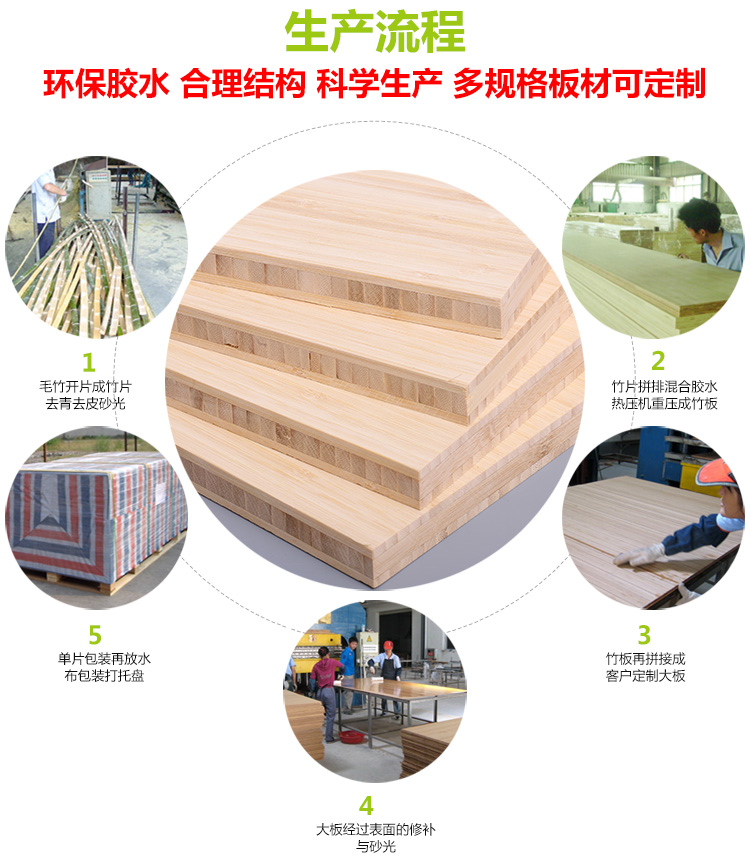 生产流程
环保胶水 合理结构 科学生产 多规格板材可定制
1
毛竹开片成竹片
去青去皮砂光
2
竹片拼排混合胶水
热压机重压成竹板
3
竹板再拼接成
客户定制大板
4
大板经过表面的修补
与砂光
5
单片包装再放水
布包装打托盘